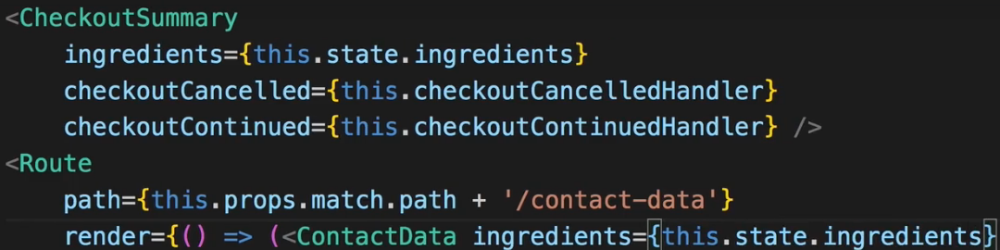 <CheckoutSummary
ingredients={this.state.ingredients}
checkoutCancelled={this.checkoutCancelledHandler}
checkoutContinued={this.checkoutContinuedHandler} />
<Route
path={this.props.match.path + '/contact-data'}
render={() => (<ContactData ingredients={this.state.ingredients}